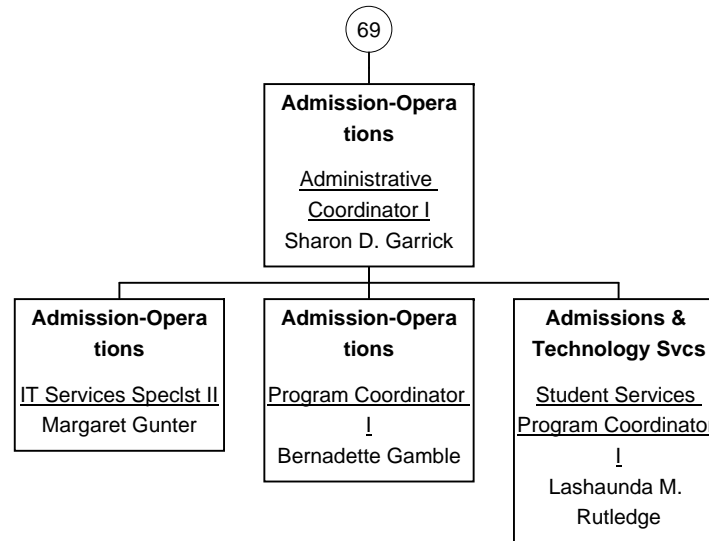 69
Admission-Opera
tions
Administrative
Coordinator I
Sharon D. Garrick
Admission-Opera
tions
IT Services Speclst II
Margaret Gunter
Admission-Opera
tions
Program Coordinator
I
Bernadette Gamble
Admissions &
Technology Svcs
Student Services
Program Coordinator
I
Lashaunda M.
Rutledge